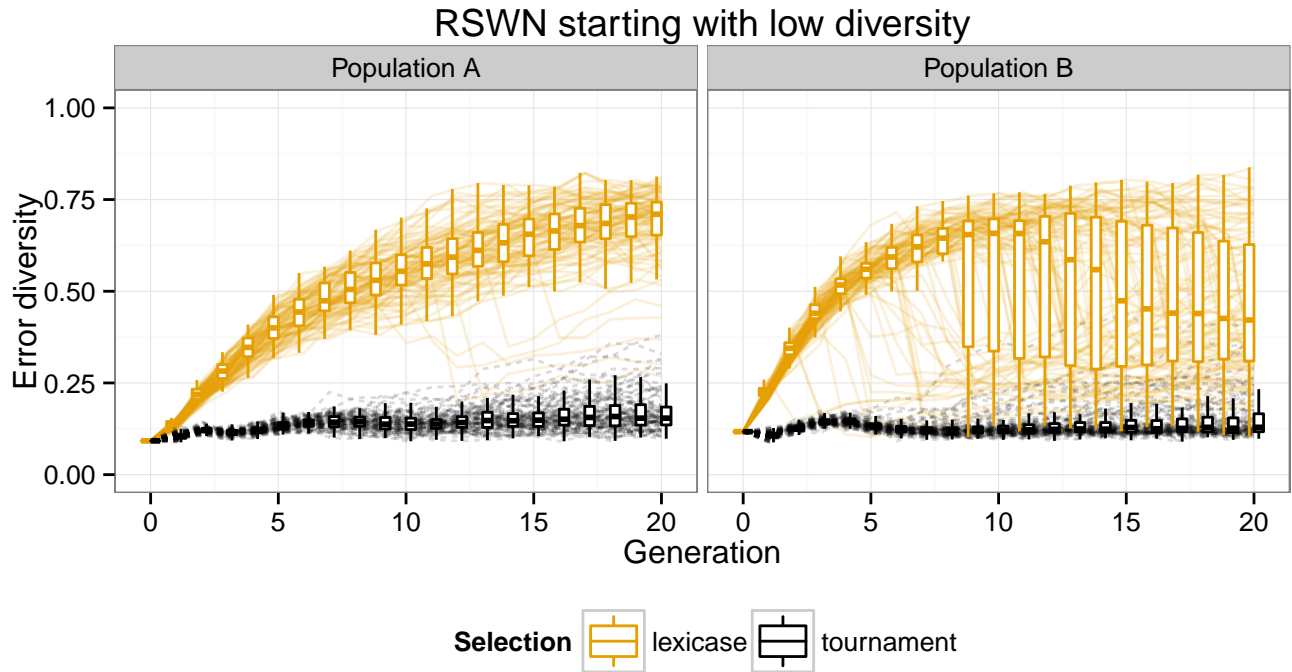 RSWN starting with low diversity
Population A
Population B
Error diversity
1.00
0.75
0.50
0.25
0.00
0 5 10 15 20
0 5 10 15 20
Generation
Selection lexicase tournament